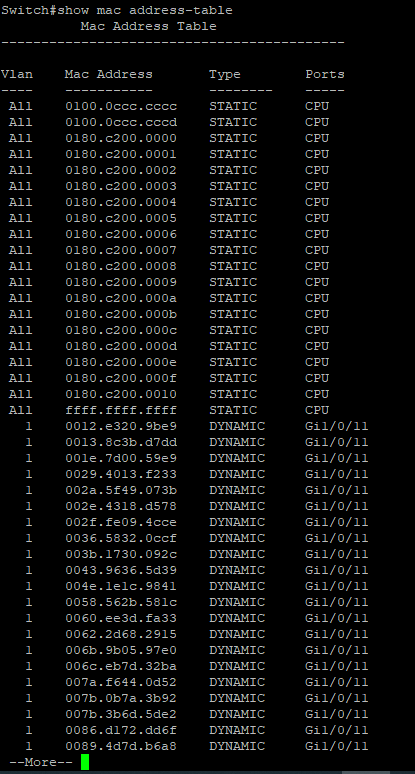 Switch#show mac address-table
Mac Address Table
-------------------------------------------
Vlan    Mac Address       Type        Ports
----    -----------       --------    -----
All    0100.0ccc.cccc    STATIC      CPU
All    0100.0ccc.cccd    STATIC      CPU
All    0180.c200.0000    STATIC      CPU
All    0180.c200.0001    STATIC      CPU
All    0180.c200.0002    STATIC      CPU
All    0180.c200.0003    STATIC      CPU
All    0180.c200.0004    STATIC      CPU
All    0180.c200.0005    STATIC      CPU
All    0180.c200.0006    STATIC      CPU
All    0180.c200.0007    STATIC      CPU
All    0180.c200.0008    STATIC      CPU
All    0180.c200.0009    STATIC      CPU
All    0180.c200.000a    STATIC      CPU
All    0180.c200.000b    STATIC      CPU
All    0180.c200.000c    STATIC      CPU
All    0180.c200.000d    STATIC      CPU
All    0180.c200.000e    STATIC      CPU
All    0180.c200.000f    STATIC      CPU
All    0180.c200.0010    STATIC      CPU
All    ffff.ffff.ffff    STATIC      CPU
1    0012.e320.9be9    DYNAMIC     Gi1/0/11
1    0013.8c3b.d7dd    DYNAMIC     Gi1/0/11
1    001e.7d00.59e9    DYNAMIC     Gi1/0/11
1    0029.4013.f233    DYNAMIC     Gi1/0/11
1    002a.5f49.073b    DYNAMIC     Gi1/0/11
1    002e.4318.d578    DYNAMIC     Gi1/0/11
1    002f.fe09.4cce    DYNAMIC     Gi1/0/11
1    0036.5832.0ccf    DYNAMIC     Gi1/0/11
1    003b.1730.092c    DYNAMIC     Gi1/0/11
1    0043.9636.5d39    DYNAMIC     Gi1/0/11
1    004e.1e1c.9841    DYNAMIC     Gi1/0/11
1    0058.562b.581c    DYNAMIC     Gi1/0/11
1    0060.ee3d.fa33    DYNAMIC     Gi1/0/11
1    0062.2d68.2915    DYNAMIC     Gi1/0/11
1    006b.9b05.97e0    DYNAMIC     Gi1/0/11
1    006c.eb7d.32ba    DYNAMIC     Gi1/0/11
1    007a.f644.0d52    DYNAMIC     Gi1/0/11
1    007b.0b7a.3b92    DYNAMIC     Gi1/0/11
1    007b.3b6d.5de2    DYNAMIC     Gi1/0/11
1    0086.d172.dd6f    DYNAMIC     Gi1/0/11
1    0089.4d7d.b6a8    DYNAMIC     Gi1/0/11
--More--